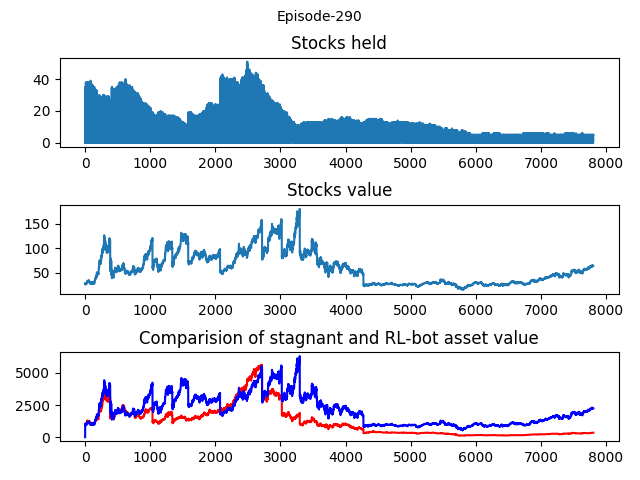 Episode-290
Stocks held
40
20
0
0 1000 2000 3000 4000 5000 6000 7000 8000
Stocks value
150
100
50
0 1000 2000 3000 4000 5000 6000 7000 8000
Comparision of stagnant and RL-bot asset value
5000
2500
0
0 1000 2000 3000 4000 5000 6000 7000 8000